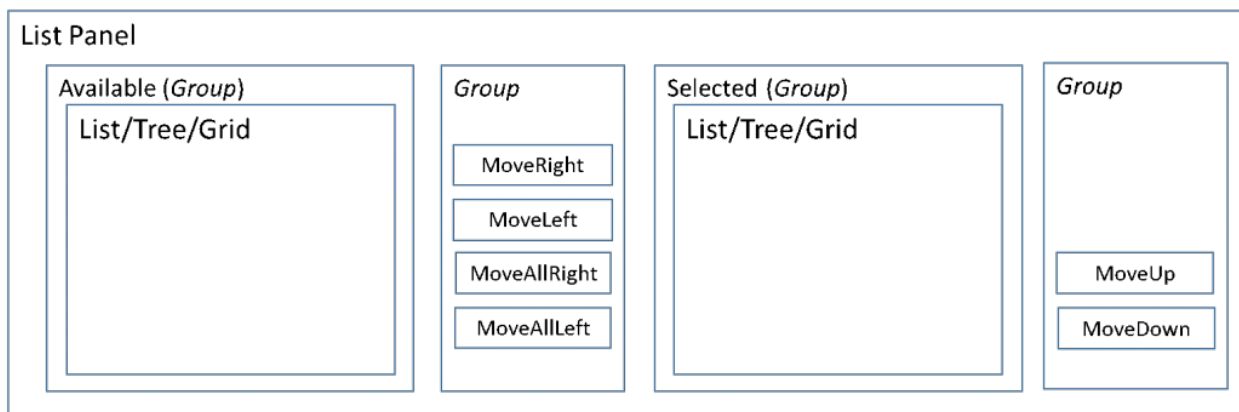 List Panel
Available (Group)
List/Tree/Grid
Group
MoveRight
MoveLeft
MoveAllRight
MoveAllLeft
Selected (Group)
List/Tree/Grid
Group
MoveUp
MoveDown